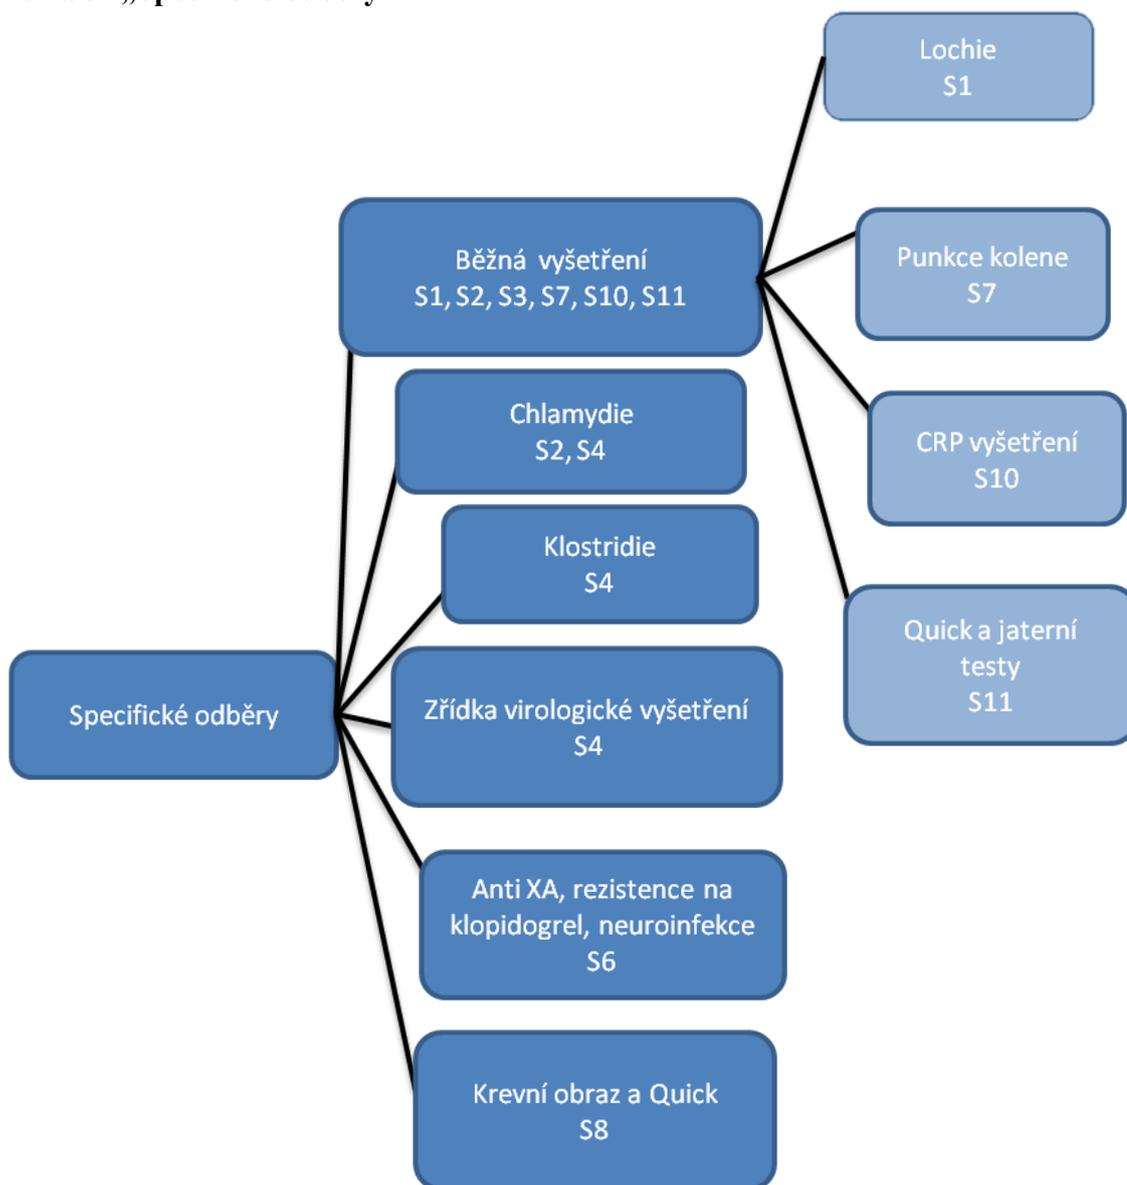 Běžná vyšetření
S1, S2, S3, S7, S10, S11
Lochie
S1
Punkce kolene
S7
CRP vyšetření
S10
Quick a jaterní
testy
S11
Chlamydie
S2, S4
Klostridie
S4
Specifické odběry
Zřídka virologické vyšetření
S4
Anti XA, rezistence na
klopidogrel, neuroinfekce
S6
Krevní obraz a Quick
S8